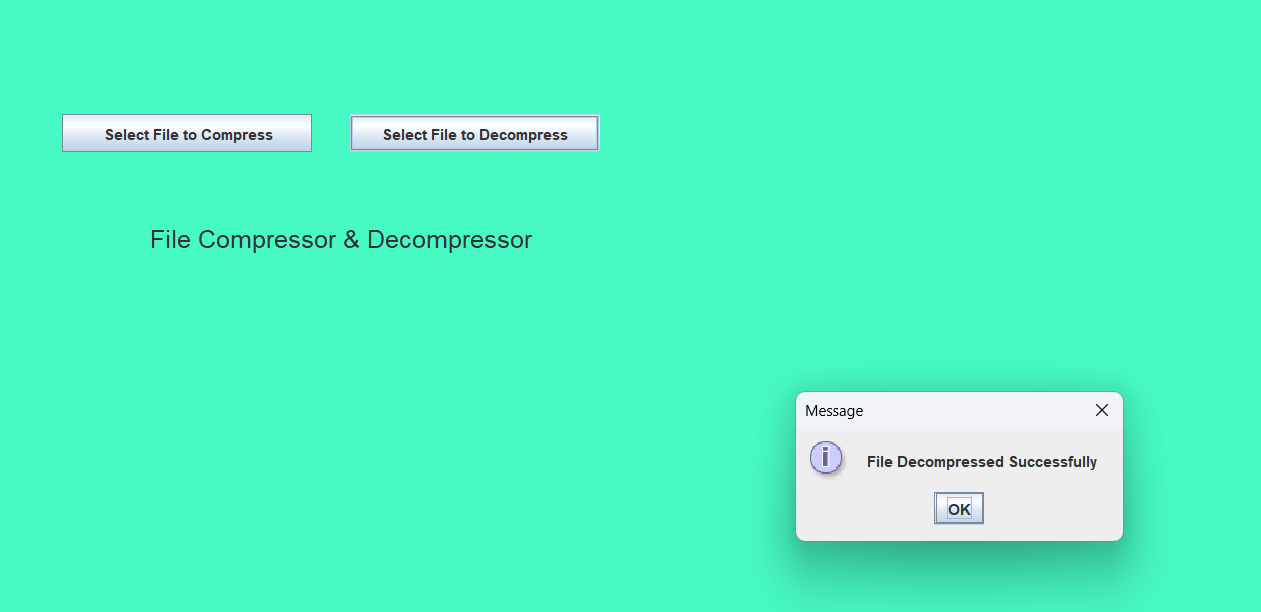 Select File to Compress
Select File to Decompress
File Compressor & Decompressor
Message
File Decompressed Successfully
OK